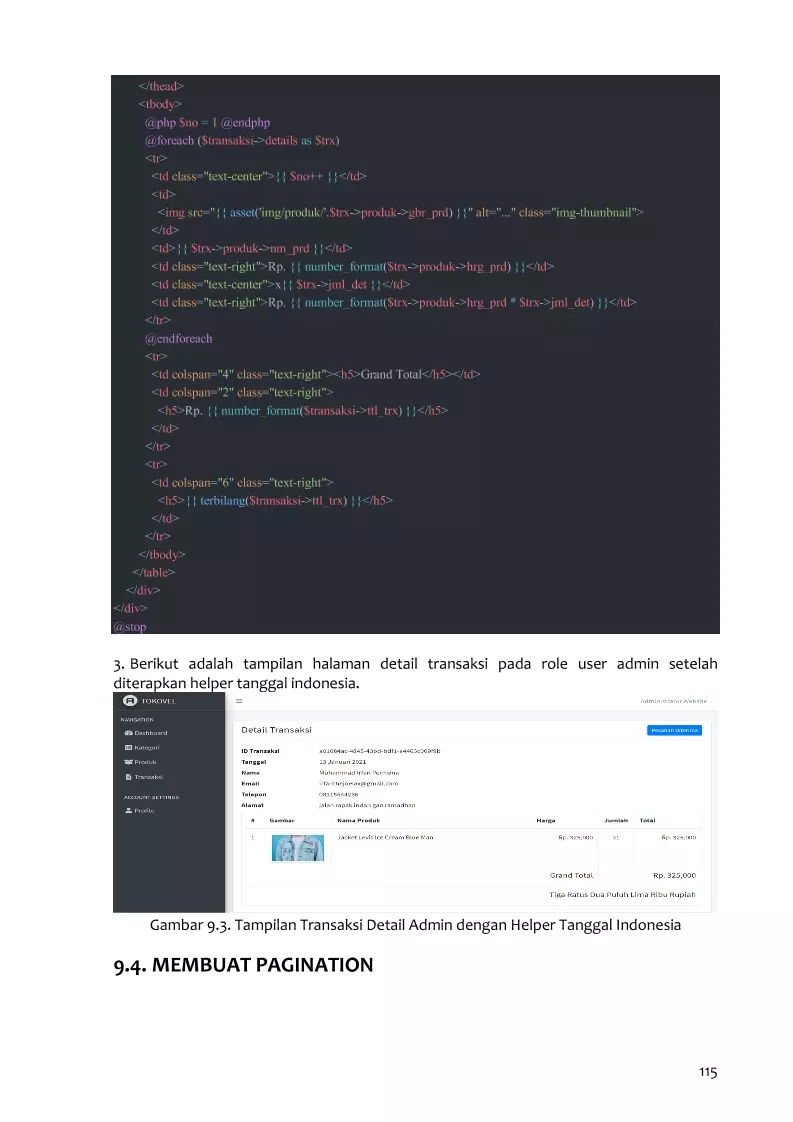 </thead>
<tbody>
@php $no = 1 @endphp
@foreach ($transaksi->details as $trx)
<tr>
<td class="text-center">{{ $no++ }}</td>
<td>
<img src="{{ asset('img/produk/'.$trx->produk->gbr_prd) }}" alt="..." class="img-thumbnail">
</td>
<td>{{ $trx->produk->nm_prd }}</td>
<td class="text-right">Rp. {{ number_format($trx->produk->hrg_prd) }}</td>
<td class="text-center">x{{ $trx->jml_det }}</td>
<td class="text-right">Rp. {{ number_format($trx->produk->hrg_prd * $trx->jml_det) }}</td>
</tr>
@endforeach
<tr>
<td colspan="4" class="text-right"><h5>Grand Total</h5></td>
<td colspan="2" class="text-right">
<h5>Rp. {{ number_format($transaksi->ttl_trx) }}</h5>
</td>
</tr>
<tr>
<td colspan="6" class="text-right">
<h5>{{ terbilang($transaksi->ttl_trx) }}</h5>
</td>
</tr>
</tbody>
</table>
</div>
</div>
@stop
3. Berikut adalah tampilan halaman detail transaksi pada role user admin setelah
diterapkan helper tanggal indonesia.
TOKOVEL
Administrator Website
NAVIGATION
Dashboard
Kategori
Produk
Transaksi
ACCOUNT SETTINGS
Profile
Detail Transaksi
Pesanan Diterima
ID Transaksi
Tanggal 13 Januari 2021
Nama Muhammad Irfan Permana
Email irfanthejoelax@gmail.com
Telepon 08115544266
Alamat jalan rapak indah gan ramadhan
# Gambar Nama Produk Harga Jumlah Total
1 Jacket Levis Ice Cream Blue Man Rp. 325,000 x1 Rp. 325,000
Grand Total Rp. 325,000
Tiga Ratus Dua Puluh Lima Ribu Rupiah
Gambar 9.3. Tampilan Transaksi Detail Admin dengan Helper Tanggal Indonesia
9.4. MEMBUAT PAGINATION
115